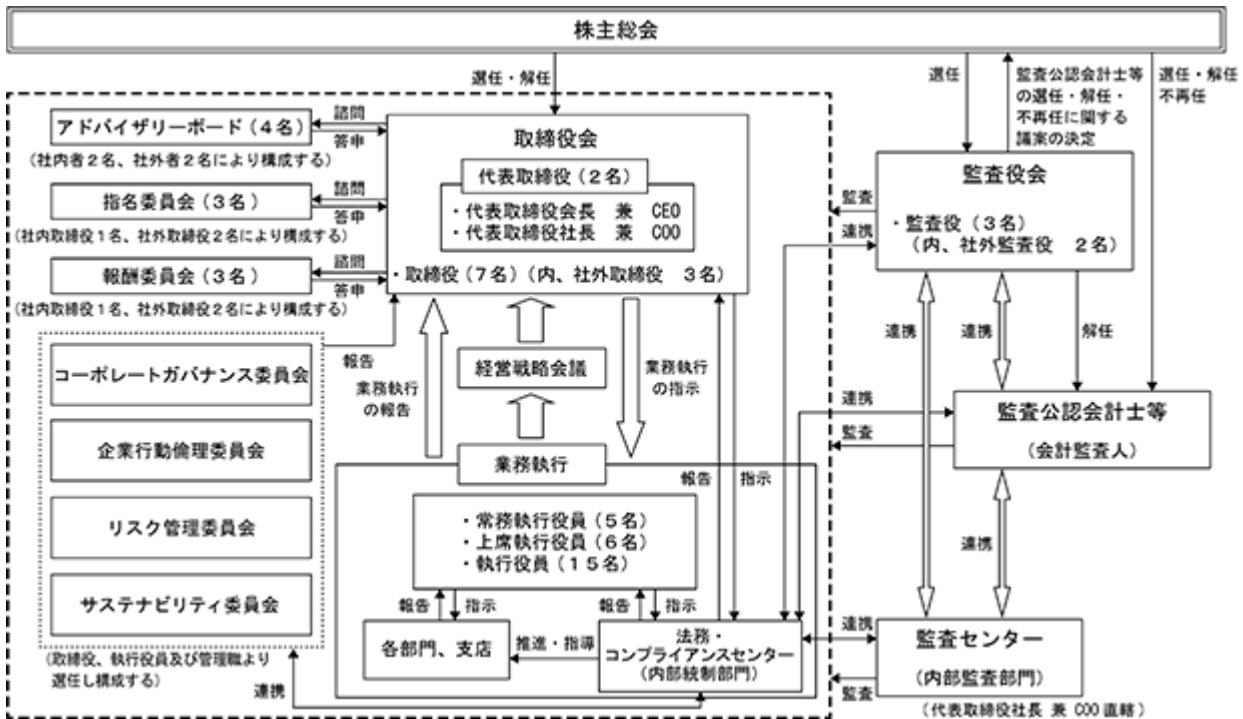 株主総会
選任・解任
選任
監査公認会計士等
の選任・解任・
不再任に関する
議案の決定
選任・解任
不再任
アドバイザリーボード(4名)
(社内者2名、社外者2名により構成する)
諮問
答申
指名委員会(3名)
(社内取締役1名、社外取締役2名により構成する)
諮問
答申
報酬委員会(3名)
(社内取締役1名、社外取締役2名により構成する)
諮問
答申
取締役会
代表取締役(2名)
・代表取締役会長 兼 CEO
・代表取締役社長 兼 COO
・取締役(7名)(内、社外取締役 3名)
監査
連携
監査役会
・監査役(3名)
(内、社外監査役 2名)
連携
連携
解任
コーポレートガバナンス委員会
企業行動倫理委員会
リスク管理委員会
サステナビリティ委員会
(取締役、執行役員及び管理職より
選任し構成する)
連携
報告
業務執行
の報告
経営戦略会議
業務執行
の指示
連携
監査
監査公認会計士等
(会計監査人)
業務執行
報告
指示
・常務執行役員(5名)
・上席執行役員(6名)
・執行役員(15名)
連携
報告
指示
報告
指示
各部門、支店
推進・指導
法務・
コンプライアンスセンター
(内部統制部門)
連携
監査
監査センター
(内部監査部門)
(代表取締役社長 兼 COO直轄)